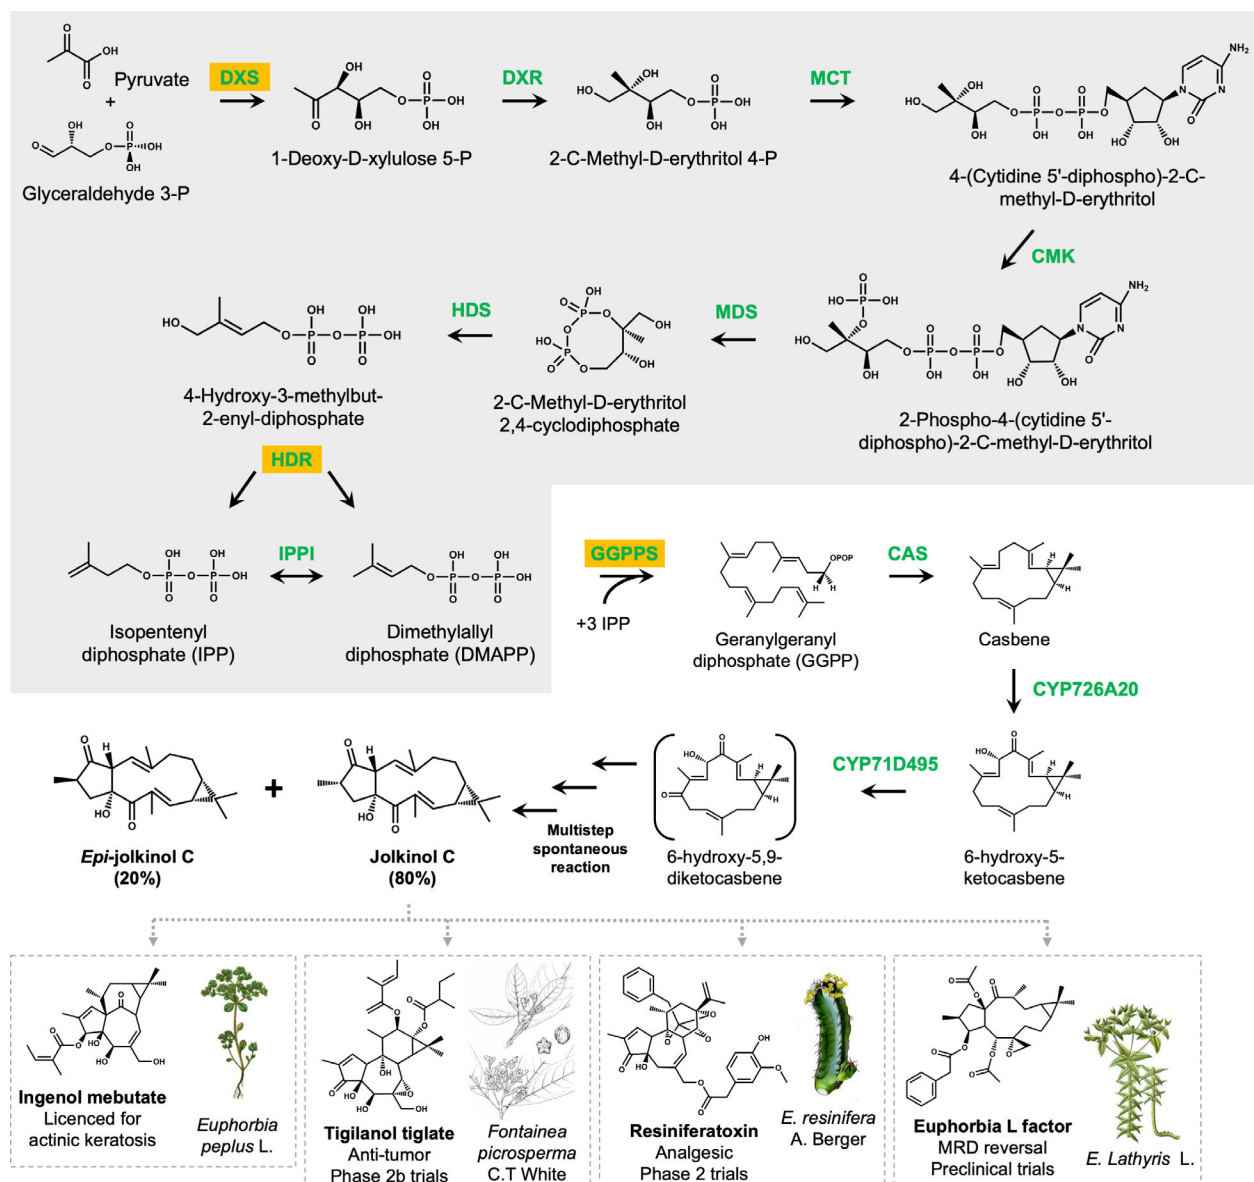 Pyruvate
+
Glyceraldehyde 3-P
DXS
1-Deoxy-D-xylulose 5-P
DXR
2-C-Methyl-D-erythritol 4-P
MCT
4-(Cytidine 5'-diphospho)-2-C-
methyl-D-erythritol
CMK
2-Phospho-4-(cytidine 5'-
diphospho)-2-C-methyl-D-erythritol
MDS
2-C-Methyl-D-erythritol
2,4-cyclodiphosphate
HDS
4-Hydroxy-3-methylbut-
2-enyl-diphosphate
HDR
Isopentenyl
diphosphate (IPP)
IPPI
Dimethylallyl
diphosphate (DMAPP)
GGPPS
+3 IPP
OPOP
Geranylgeranyl
diphosphate (GGPP)
CAS
Casbene
CYP726A20
6-hydroxy-5-
ketocasbene
CYP71D495
6-hydroxy-5,9-
diketocasbene
Multistep
spontaneous
reaction
Jolkinol C
(80%)
+
Epi-jolkinol C
(20%)
Ingenol mebutate
Licenced for
actinic keratosis
Euphorbia
peplus L.
Tigilanol tiglate
Anti-tumor
Phase 2b trials
Fontainea
picrosperma
C.T White
Resiniferatoxin
Analgesic
Phase 2 trials
E. resinifera
A. Berger
Euphorbia L factor
MRD reversal
Preclinical trials
E. Lathyris L.